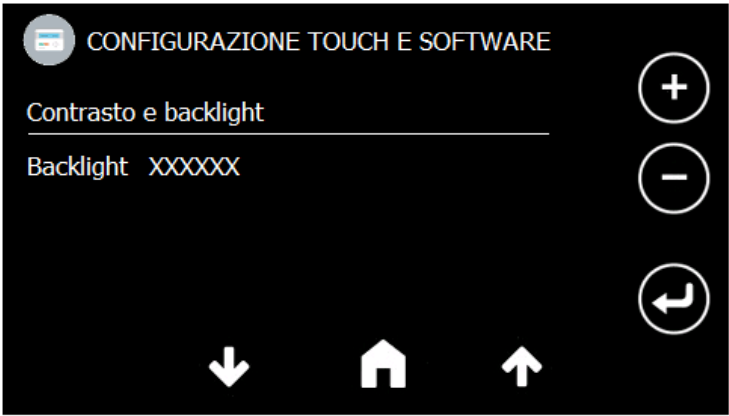 CONFIGURAZIONE TOUCH E SOFTWARE
Contrasto e backlight
Backlight XXXXXX